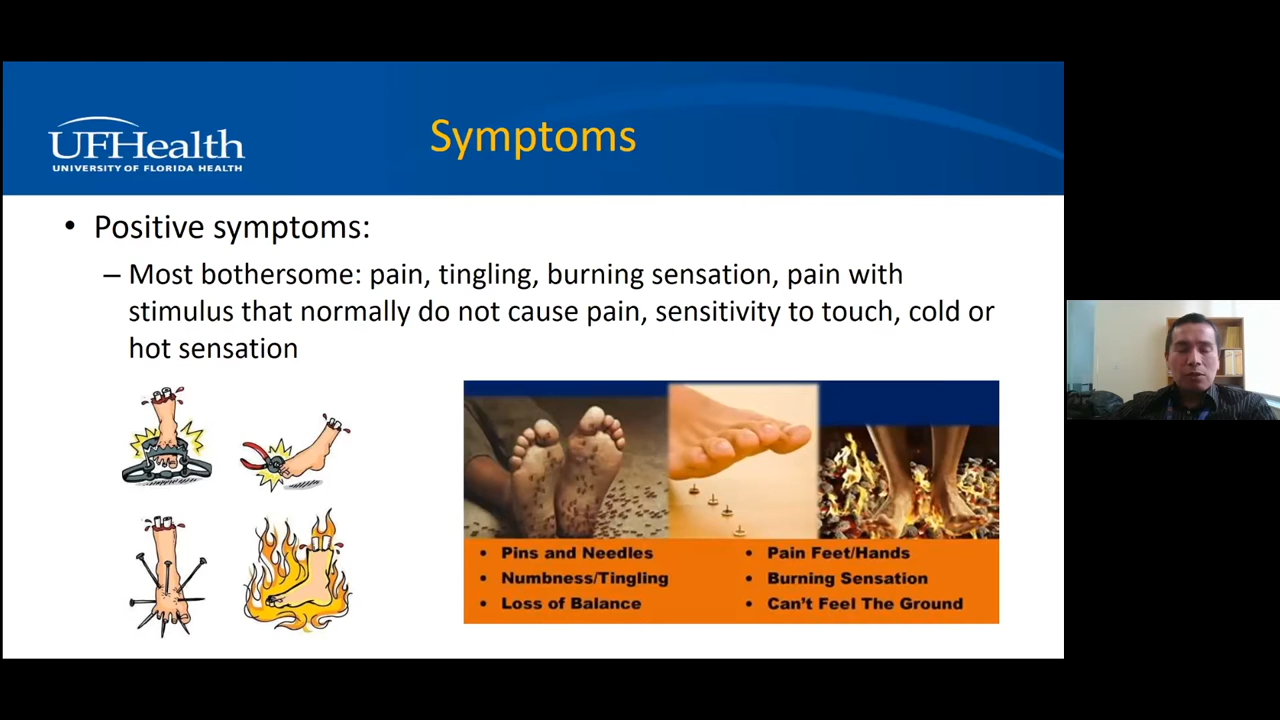 UFHealth
UNIVERSITY OF FLORIDA HEALTH
Symptoms
• Positive symptoms:
– Most bothersome: pain, tingling, burning sensation, pain with
stimulus that normally do not cause pain, sensitivity to touch, cold or
hot sensation
• Pins and Needles
• Numbness/Tingling
• Loss of Balance
• Pain Feet/Hands
• Burning Sensation
• Can't Feel The Ground